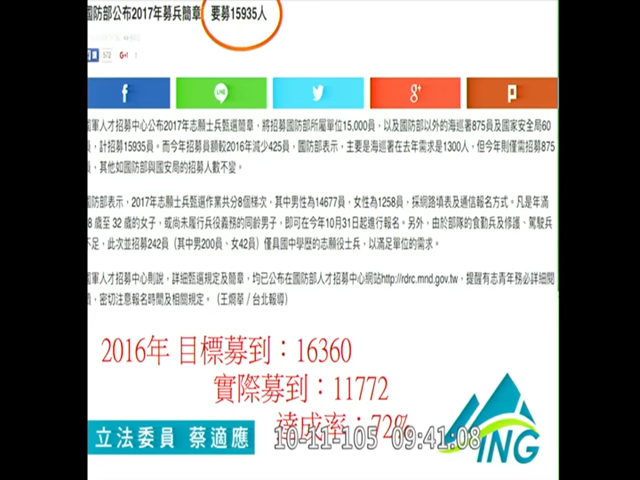 國防部公布2017年募兵簡章 要募15935人
572
G+1
國軍人才招募中心公布2017年志願士兵甄選簡章，將招募國防部所屬單位15,000員，以及國防部以外的海巡署875員及國家安全局60
員，計招募15935員。而今年招募員額較2016年減少425員，國防部表示，主要是海巡署在去年需求是1300人，但今年則僅需招募875
員，其他如國防部與國安局的招募人數不變。
國防部表示，2017年志願士兵甄選作業共分8個梯次，其中男性為14677員，女性為1258員，採網路填表及通信報名方式。凡是年滿
18 歲至 32 歲的女子，或尚未履行兵役義務的同齡男子，即可在今年10月31日起進行報名。另外，由於部隊的食勤兵及修護、駕駛兵
不足，此次並招募242員（其中男200員、女42員）僅具國中學歷的志願役士兵，以滿足單位的需求。
國軍人才招募中心則說，詳細甄選規定及簡章，均已公布在國防部人才招募中心網站http://rdrc.mnd.gov.tw，提醒有志青年務必詳細閱
讀，密切注意報名時間及相關規定。（王烱華／台北報導）
2016年 目標募到：16360
實際募到：11772
達成率：72%
立法委員 蔡適應
10-11-105 09:41:08
ING